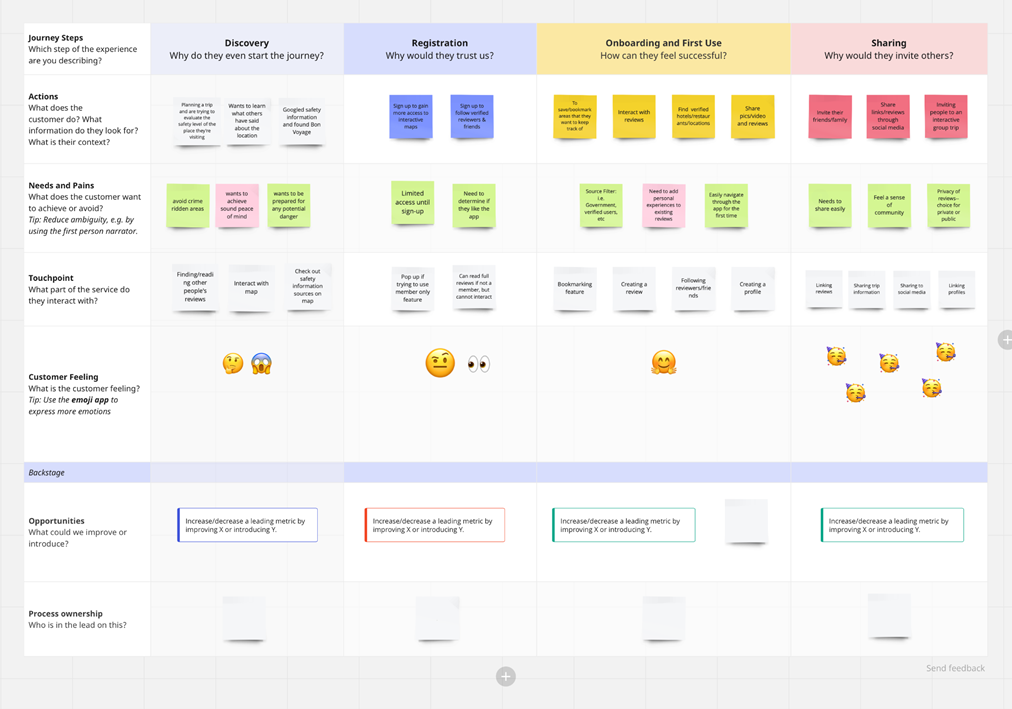 Journey Steps
Which step of the experience
are you describing?
Discovery
Why do they even start the journey?
Registration
Why would they trust us?
Onboarding and First Use
How can they feel successful?
Sharing
Why would they invite others?
Actions
What does the
customer do? What
information do they look for?
What is their context?
Planning a trip
and are trying to
evaluate the
safety level of the
place they're
visiting
Wants to learn
what others
have said
about the
location
Googled safety
information
and found Bon
Voyage
Sign up to gain
more access to
interactive
maps
Sign up to
follow verified
reviewers &
friends
To
save/bookmark
areas that they
want to keep
track of
Interact with
reviews
Find verified
hotels/restaur
ants/locations
Share
pics/video
and reviews
Invite their
friends/family
Share
links/reviews
through
social media
Inviting
people to an
interactive
group trip
Needs and Pains
What does the customer want
to achieve or avoid?
Tip: Reduce ambiguity, e.g. by
using the first person narrator.
avoid crime
ridden areas
wants to
achieve
sound peace
of mind
wants to be
prepared for
any potential
danger
Limited
access until
sign-up
Need to
determine if
they like the
app
Source Filter:
i.e.
Government,
verified users,
etc
Need to add
personal
experiences to
existing
reviews
Easily navigate
through the
app for the
first time
Needs to
share easily
Feel a sense
of
community
Privacy of
reviews--
choice for
private or
public
Touchpoint
What part of the service do
they interact with?
Finding/readi
ng other
people's
reviews
Interact with
map
Check out
safety
information
sources on
map
Pop up if
trying to use
member only
feature
Can read full
reviews if not a
member, but
cannot interact
Bookmarking
feature
Creating a
review
Following
reviewers/frie
nds
Creating a
profile
Linking
reviews
Sharing trip
information
Sharing to
social media
Linking
profiles
Customer Feeling
What is the customer feeling?
Tip: Use the emoji app to
express more emotions
Backstage
Opportunities
What could we improve or
introduce?
Increase/decrease a leading metric by
improving X or introducing Y.
Increase/decrease a leading metric by
improving X or introducing Y.
Increase/decrease a leading metric by
improving X or introducing Y.
Increase/decrease a leading metric by
improving X or introducing Y.
Process ownership
Who is in the lead on this?
Send feedback